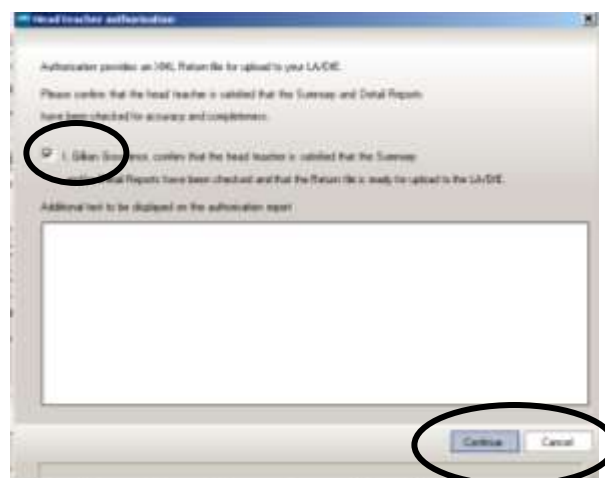 Head teacher authorisation
Authorisation provides an XML Return file for upload to your LA/DfE.
Please confirm that the head teacher is satisfied that the Summary and Detail Reports
have been checked for accuracy and completeness.
I, Gillian confirm that the head teacher is satisfied that the Summary
Detail Reports have been checked and that the Return file is ready for upload to the LA/DfE.
Additional text to be displayed on the authorisation report
Continue
Cancel